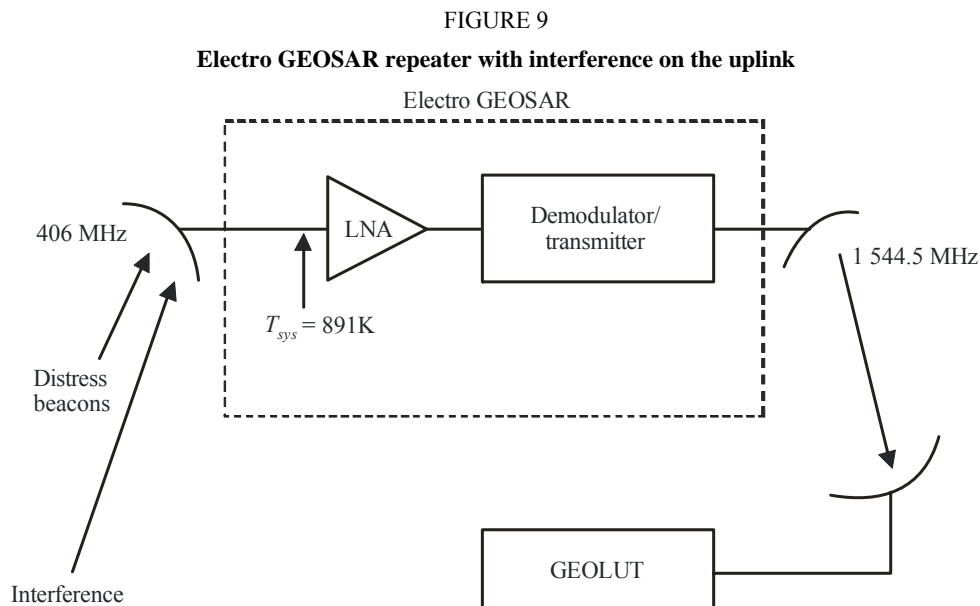 FIGURE 9
Electro GEOSAR repeater with interference on the uplink
Electro GEOSAR
406 MHz
LNA
Demodulator/
transmitter
1 544.5 MHz
Tsys = 891K
Distress
beacons
Interference
GEOLUT